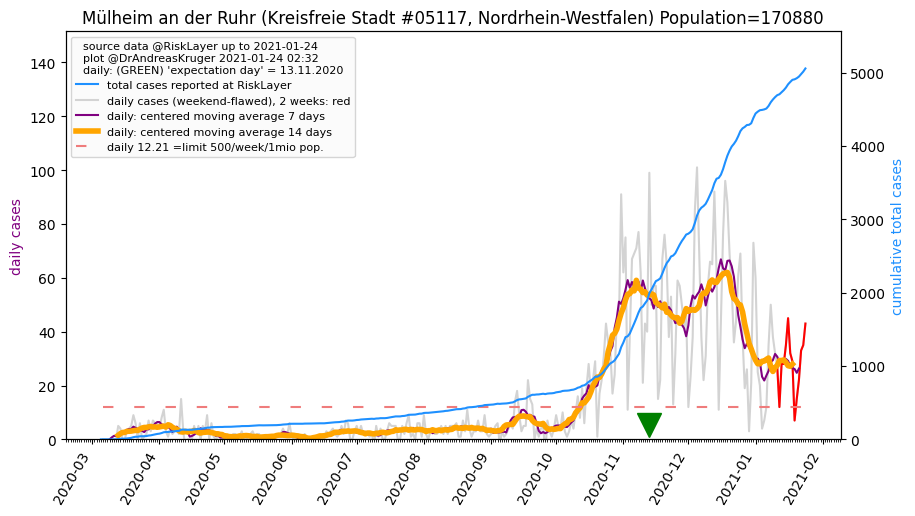 Mülheim an der Ruhr (Kreisfreie Stadt #05117, Nordrhein-Westfalen) Population=170880
source data @RiskLayer up to 2021-01-24
plot @DrAndreasKruger 2021-01-24 02:32
daily: (GREEN) 'expectation day' = 13.11.2020
total cases reported at RiskLayer
daily cases (weekend-flawed), 2 weeks: red
daily: centered moving average 7 days
daily: centered moving average 14 days
daily 12.21 =limit 500/week/1mio pop.
daily cases
140
120
100
80
60
40
20
0
cumulative total cases
5000
4000
3000
2000
1000
0
2020-03
2020-04
2020-05
2020-06
2020-07
2020-08
2020-09
2020-10
2020-11
2020-12
2021-01
2021-02